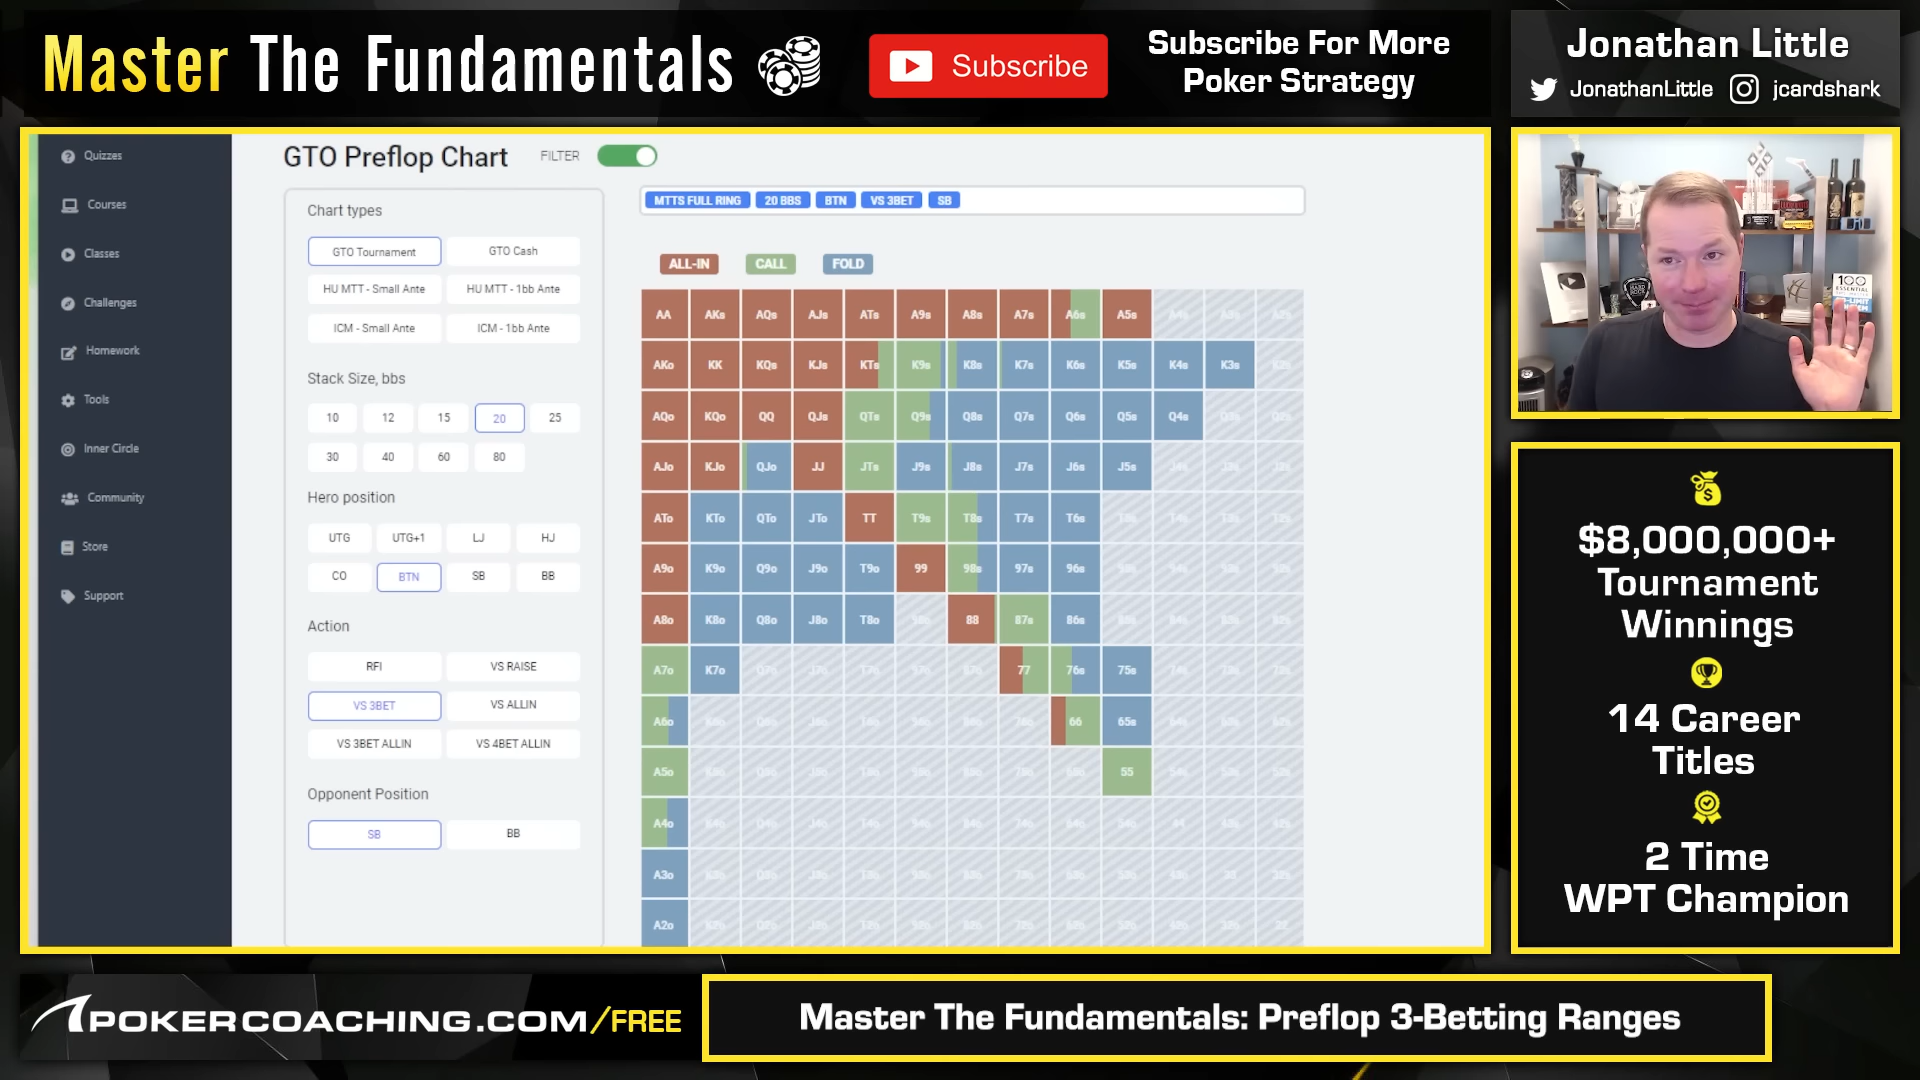 Master The Fundamentals
Subscribe
Subscribe For More
Poker Strategy
Jonathan Little
JonathanLittle
jcardshark
Quizzes
Courses
Classes
Challenges
Homework
Tools
Inner Circle
Community
Store
Support
GTO Preflop Chart
FILTER
Chart types
GTO Tournament
GTO Cash
HU MTT - Small Ante
HU MTT - 1bb Ante
ICM - Small Ante
ICM - 1bb Ante
Stack Size, bbs
10 12 15 20 25
30 40 60 80
Hero position
UTG UTG+1 LJ HJ
CO BTN SB BB
Action
RFI
VS RAISE
VS 3BET
VS ALLIN
VS 3BET ALLIN
VS 4BET ALLIN
Opponent Position
SB
BB
MTTS FULL RING 20 BBS BTN VS 3BET SB
ALL-IN CALL FOLD
AA AKs AQs AJs ATs A9s A8s A7s A6s A5s
AKo KK KQs KJs KTs K9s K8s K7s K6s K5s K4s K3s
AQo KQo QQ QJs QTs Q9s Q8s Q7s Q6s Q5s Q4s
AJo KJo QJo JJ JTs J9s J8s J7s J6s J5s
ATo KTo QTo JTo TT T9s T8s T7s T6s
A9o K9o Q9o J9o T9o 99 98s 97s 96s
A8o K8o Q8o J8o T8o 88 87s 86s
A7o K7o 77 76s 75s
A6o 66 65s
A5o 55
A4o
A3o
A2o
100
ESSENTIAL
$8,000,000+
Tournament
Winnings
14 Career
Titles
2 Time
WPT Champion
POKERCOACHING.COM/FREE
Master The Fundamentals: Preflop 3-Betting Ranges